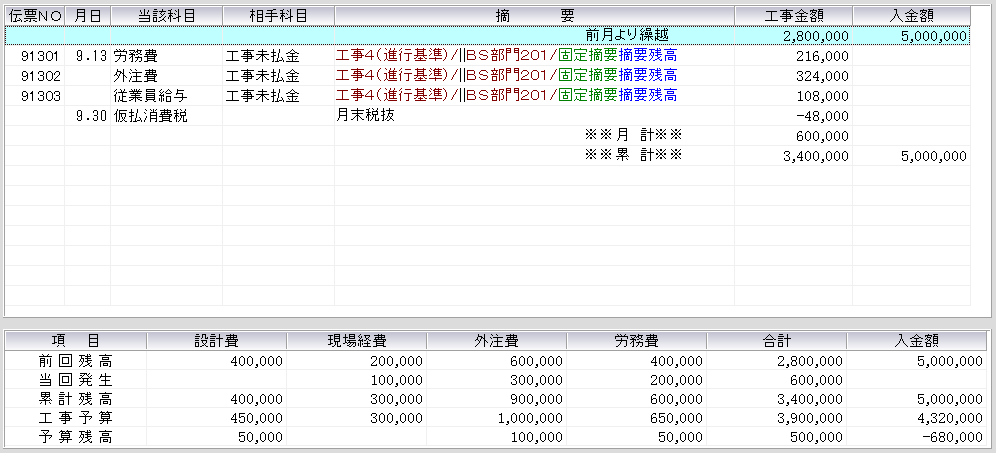 伝票NO 月日 当該科目 相手科目 摘 要 工事金額 入金額
前月より繰越 2,800,000 5,000,000
91301 9.13 労務費 工事未払金 工事4(進行基準)/||BS部門201/固定摘要摘要残高 216,000
91302 外注費 工事未払金 工事4(進行基準)/||BS部門201/固定摘要摘要残高 324,000
91303 従業員給与 工事未払金 工事4(進行基準)/||BS部門201/固定摘要摘要残高 108,000
9.30 仮払消費税 月末税抜 -48,000
※※月 計※※ 600,000
※※累 計※※ 3,400,000 5,000,000
項 目 設計費 現場経費 外注費 労務費 合計 入金額
前回残高 400,000 200,000 600,000 400,000 2,800,000 5,000,000
当回発生 100,000 300,000 200,000 600,000
累計残高 400,000 300,000 900,000 600,000 3,400,000 5,000,000
工事予算 450,000 300,000 1,000,000 650,000 3,900,000 4,320,000
予算残高 50,000 100,000 50,000 500,000 -680,000